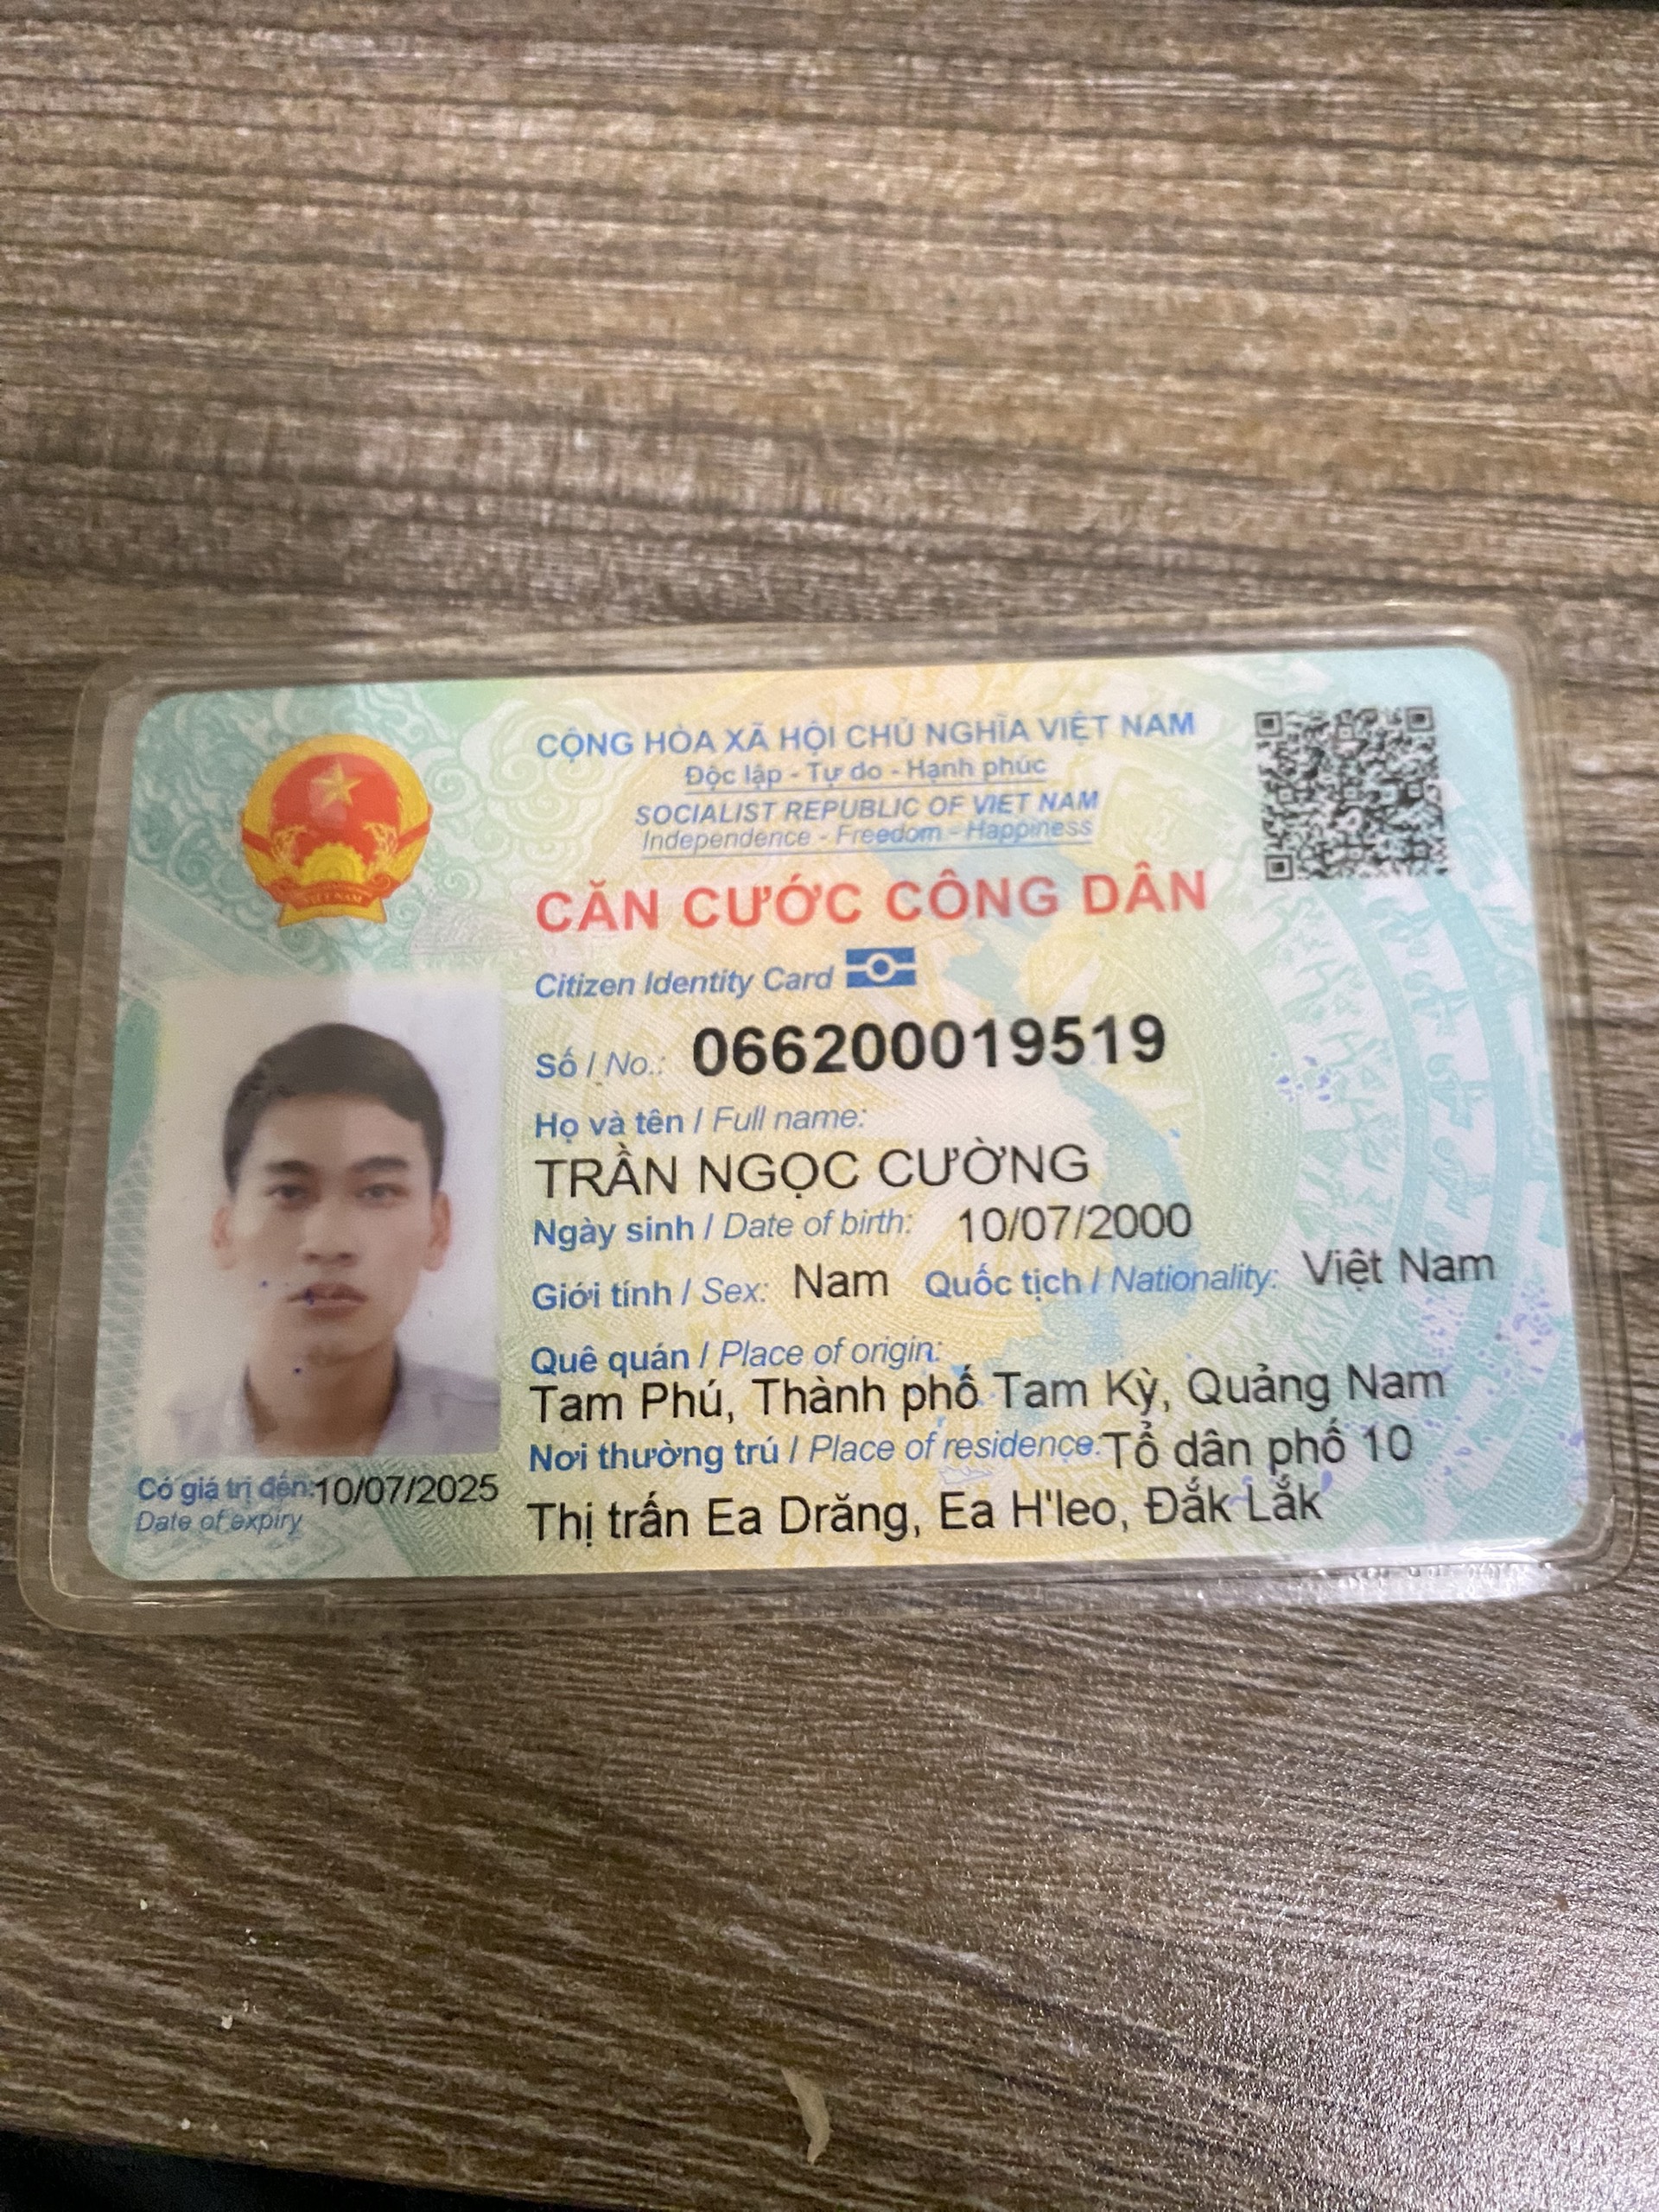 CỘNG HÒA XÃ HỘI CHỦ NGHĨA VIỆT NAM
Độc lập - Tự do - Hạnh phúc
SOCIALIST REPUBLIC OF VIET NAM
Independence - Freedom - Happiness
CĂN CƯỚC CÔNG DÂN
Citizen Identity Card
Số / No.: 066200019519
Họ và tên / Full name:
TRẦN NGỌC CƯỜNG
Ngày sinh / Date of birth: 10/07/2000
Giới tính / Sex: Nam Quốc tịch / Nationality: Việt Nam
Quê quán / Place of origin:
Tam Phú, Thành phố Tam Kỳ, Quảng Nam
Nơi thường trú / Place of residence: Tổ dân phố 10
Thị trấn Ea Drăng, Ea H'leo, Đắk Lắk
Có giá trị đến: 10/07/2025
Date of expiry
VIỆT NAM